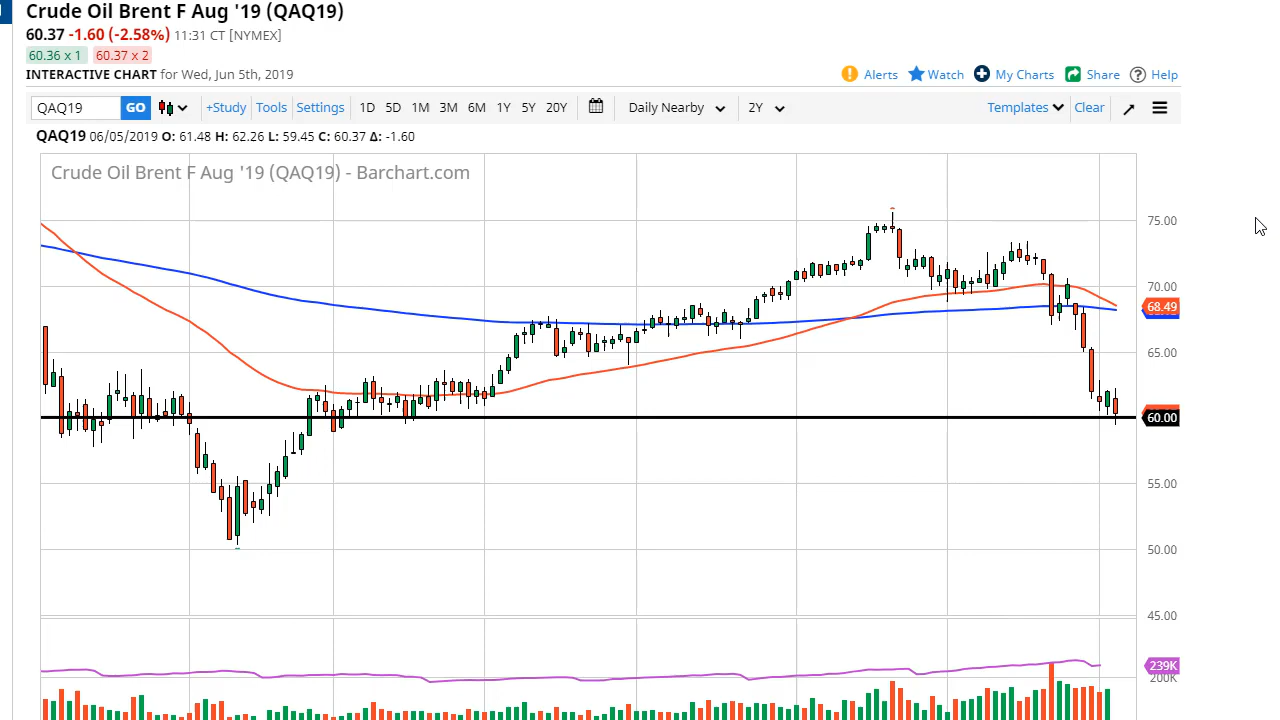 Crude Oil Brent F Aug '19 (QAQ19)
60.37 -1.60 (-2.58%) 11:31 CT [NYMEX]
60.36 x 1 60.37 x 2
INTERACTIVE CHART for Wed, Jun 5th, 2019
Alerts Watch My Charts Share Help
QAQ19 GO +Study Tools Settings 1D 5D 1M 3M 6M 1Y 5Y 20Y Daily Nearby 2Y Templates Clear
QAQ19 06/05/2019 O: 61.48 H: 62.26 L: 59.45 C: 60.37 Δ: -1.60
Crude Oil Brent F Aug '19 (QAQ19) - Barchart.com
75.00
70.00
68.49
65.00
60.00
55.00
50.00
45.00
239K
200K